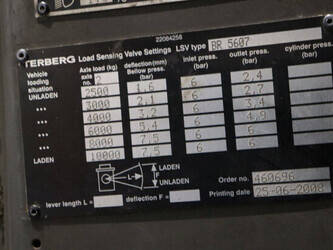 22084256
TERBERG Load Sensing Valve Settings LSV type BR 5607
Vehicle loading situation Axle load (kg) axle no. 2 deflection(mm) Bellow press. (bar) inlet press. (bar) outlet press. (bar) cylinder press. (bar)
UNLADEN 2500 1,6 6 2,4
""" 3000 2,1 6 2,7
""" 4000 3,2 6 3,4
""" 6000 5,4 6 4,9
""" 8000 7,5 6 6
LADEN 10000 7,5 6 6
LADEN
L F
UNLADEN
Order no. 460696
lever length L = deflection F = Printing date 25-06-2008